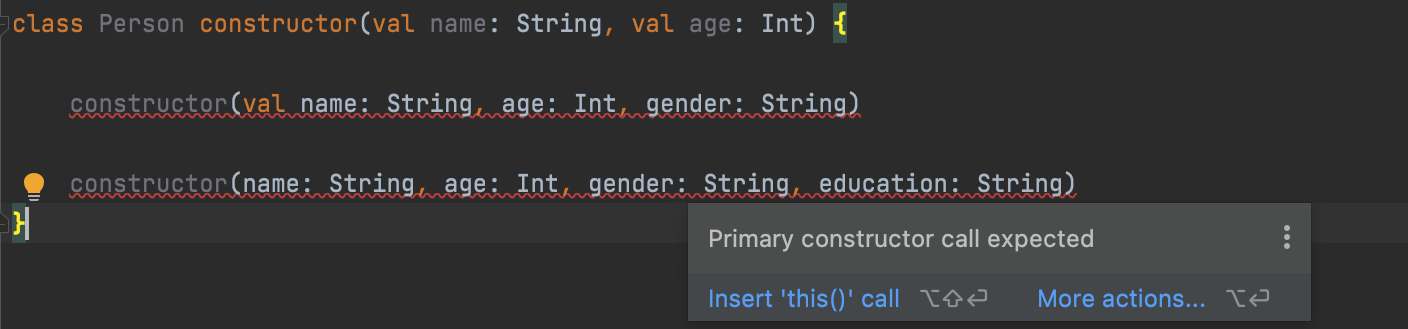 class Person constructor(val name: String, val age: Int) {
constructor(val name: String, age: Int, gender: String)
constructor(name: String, age: Int, gender: String, education: String)
}
Primary constructor call expected
Insert 'this()' call ⌥⇧⏎ More actions... ⌥⏎